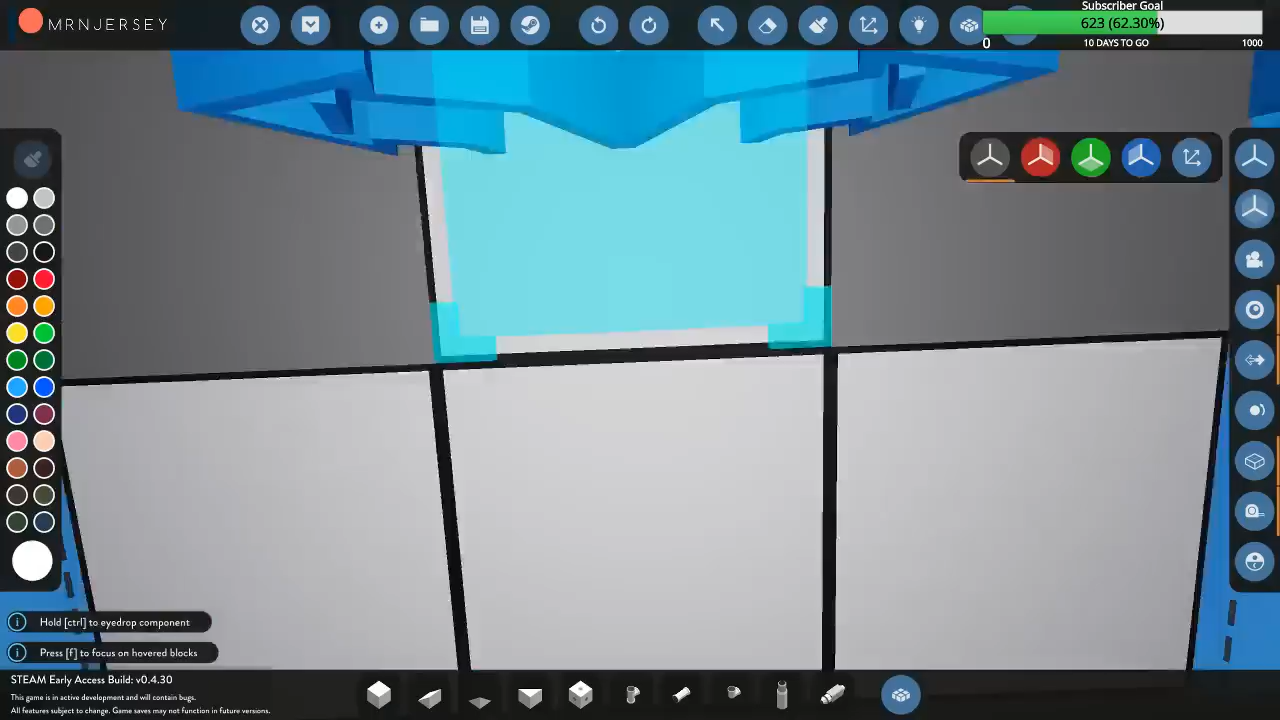 MRNJERSEY
Subscriber Goal
623 (62.30%)
0
10 DAYS TO GO
1000
Hold [ctrl] to eyedrop component
Press [f] to focus on hovered blocks
STEAM Early Access Build: v0.4.30
This game is in active development and will contain bugs.
All features subject to change. Game saves may not function in future versions.